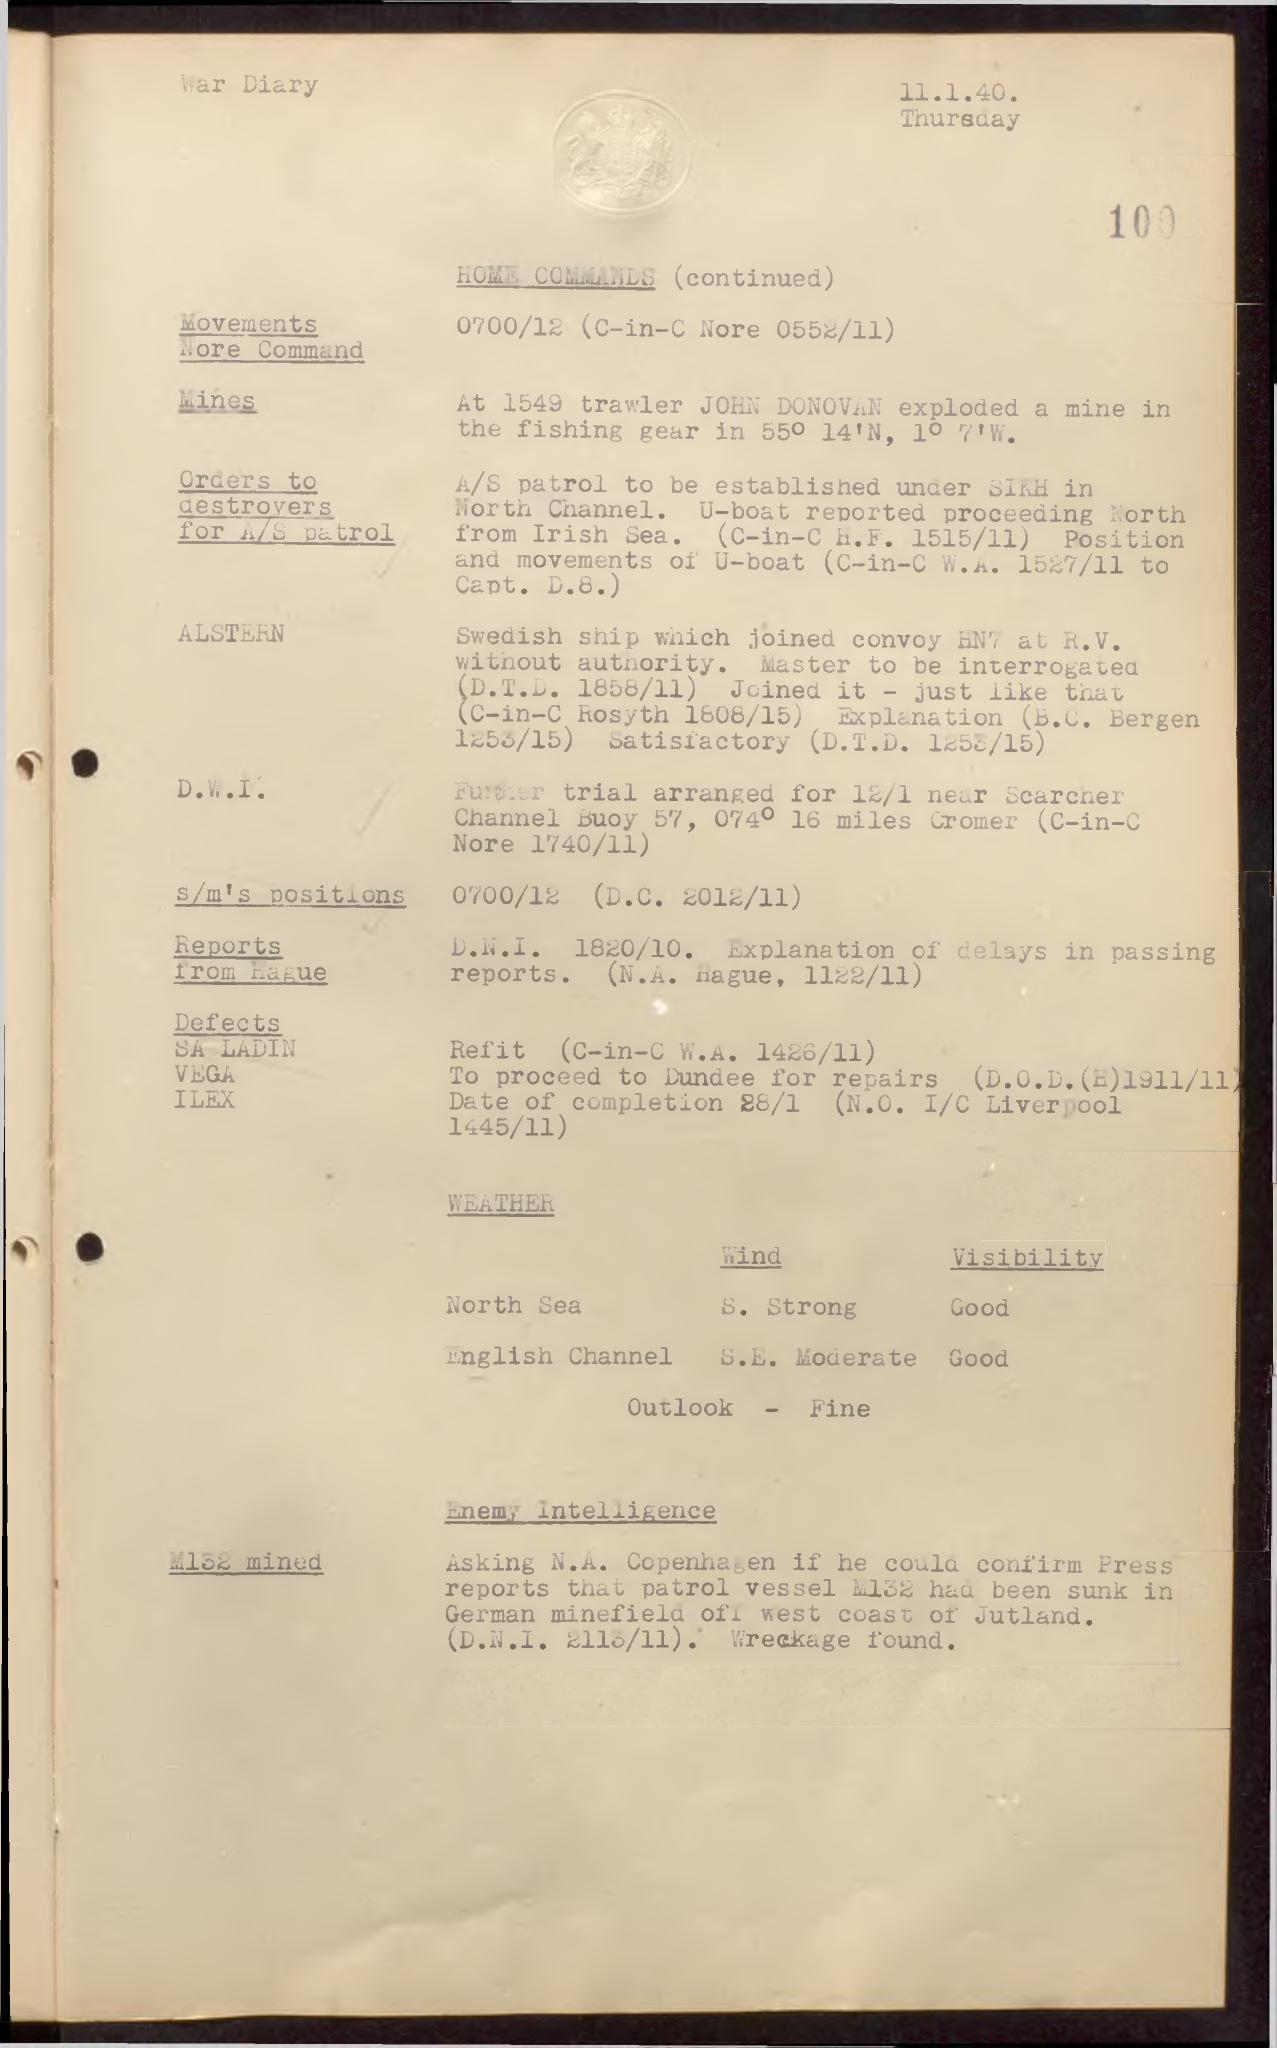 War Diary
11.1.40.
Thursday
100
HOME COMMANDS (continued)
Movements
Nore Command
0700/12 (C-in-C Nore 0552/11)
Mines
At 1549 trawler JOHN DONOVAN exploded a mine in
the fishing gear in 55º 14'N, 1º 7'W.
Orders to
destroyers
for A/S patrol
A/S patrol to be established under SIKH in
North Channel. U-boat reported proceeding North
from Irish Sea. (C-in-C H.F. 1515/11) Position
and movements of U-boat (C-in-C W.A. 1527/11 to
Capt. D.8.)
ALSTERN
Swedish ship which joined convoy HN7 at R.V.
without authority. Master to be interrogated
(D.T.D. 1858/11) Joined it - just like that
(C-in-C Rosyth 1808/15) Explanation (B.C. Bergen
1253/15) Satisfactory (D.T.D. 1253/15)
D.W.I.
Further trial arranged for 12/1 near Scarcher
Channel Buoy 57, 074º 16 miles Cromer (C-in-C
Nore 1740/11)
s/m's positions
0700/12 (D.C. 2012/11)
Reports
from Hague
D.N.I. 1820/10. Explanation of delays in passing
reports. (N.A. Hague, 1122/11)
Defects
SA LADIN
Refit (C-in-C W.A. 1426/11)
VEGA
To proceed to Dundee for repairs (D.O.D.(H)1911/11)
ILEX
Date of completion 28/1 (N.O. I/C Liverpool
1445/11)
WEATHER
Wind Visibility
North Sea S. Strong Good
English Channel S.E. Moderate Good
Outlook - Fine
Enemy Intelligence
M132 mined
Asking N.A. Copenhagen if he could confirm Press
reports that patrol vessel M132 had been sunk in
German minefield off west coast of Jutland.
(D.N.I. 2113/11). Wreckage found.